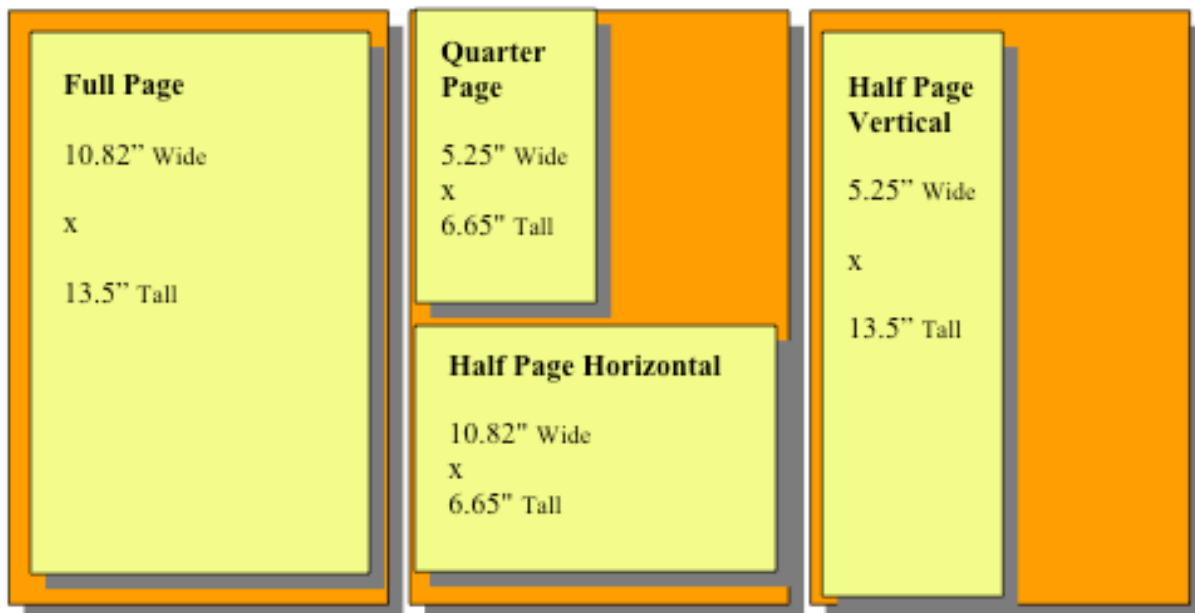 Full Page
10.82” Wide
x
13.5” Tall
Quarter
Page
5.25" Wide
x
6.65" Tall
Half Page Horizontal
10.82" Wide
x
6.65" Tall
Half Page
Vertical
5.25” Wide
x
13.5” Tall